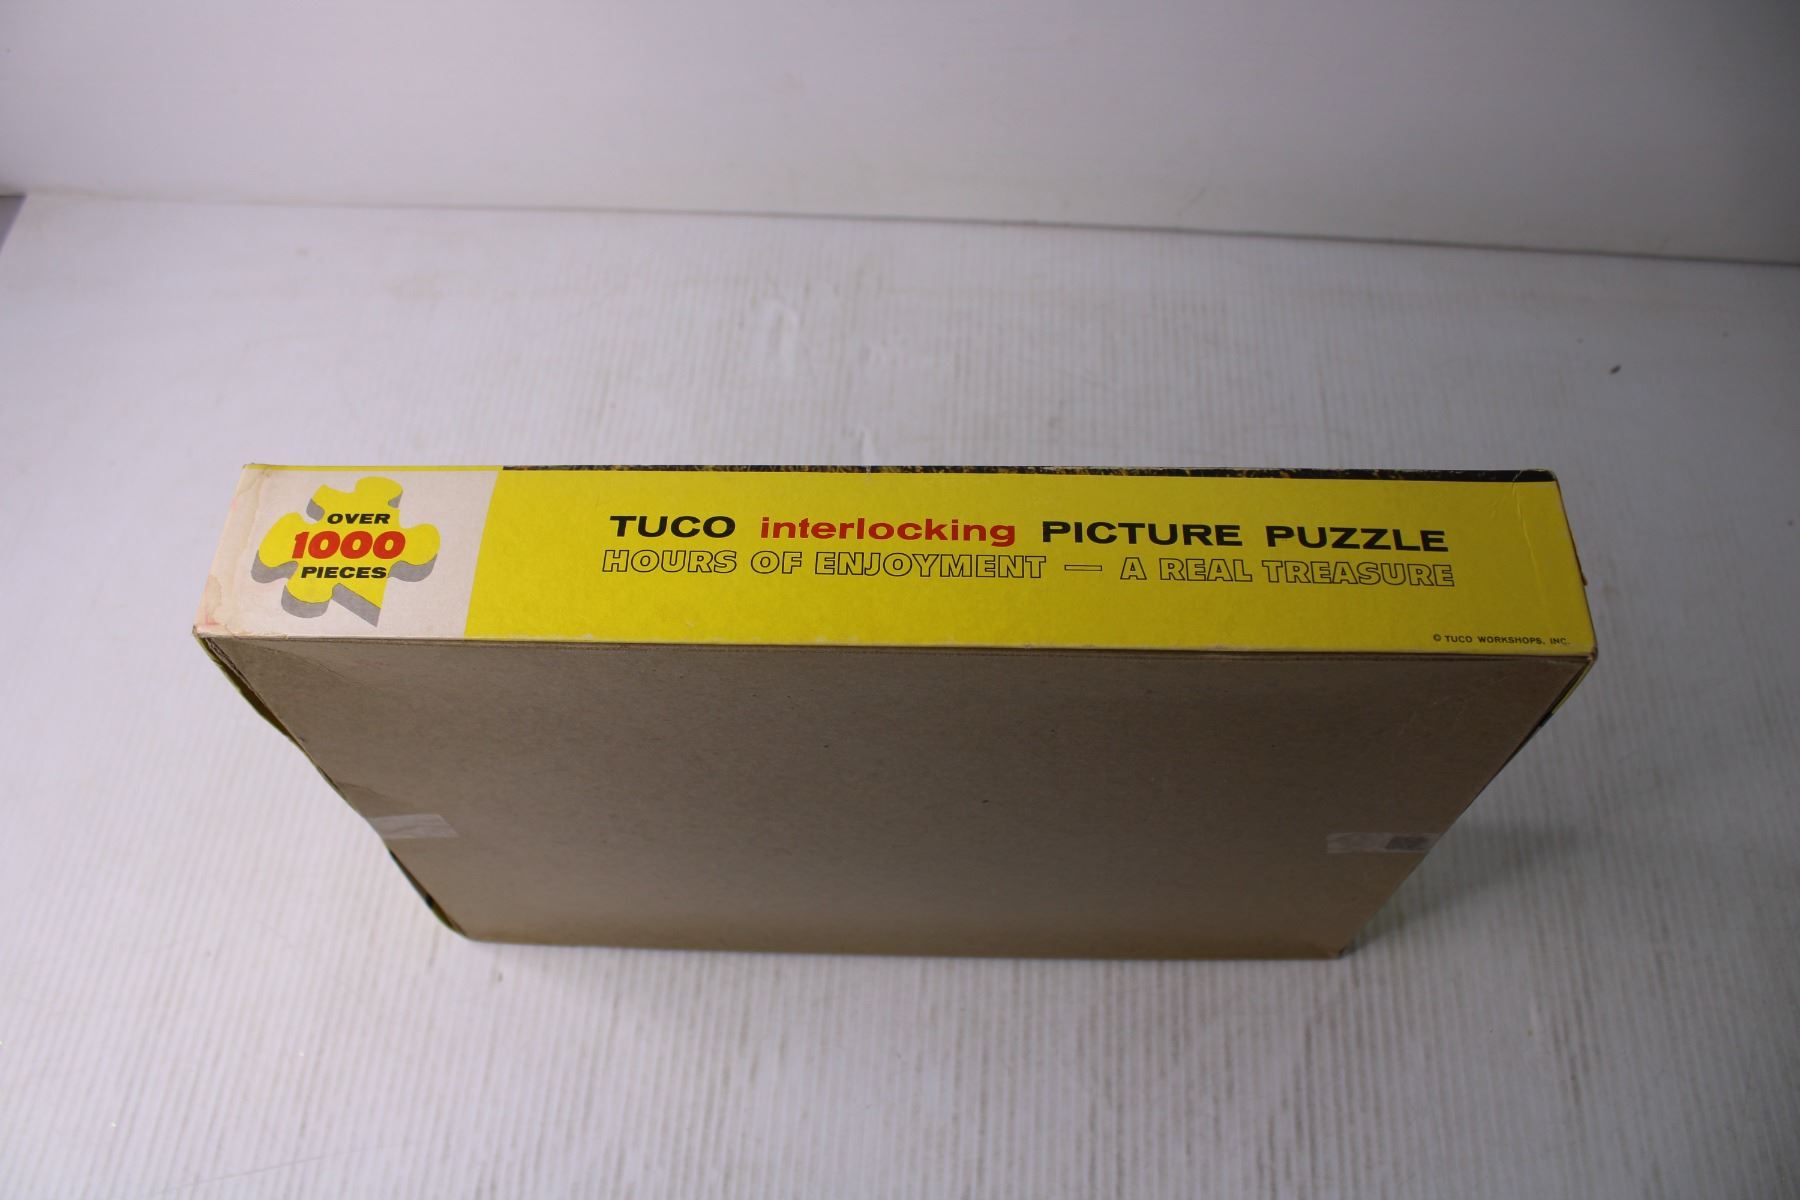 OVER
1000
PIECES
TUCO interlocking PICTURE PUZZLE
HOURS OF ENJOYMENT — A REAL TREASURE
© TUCO WORKSHOPS, INC.